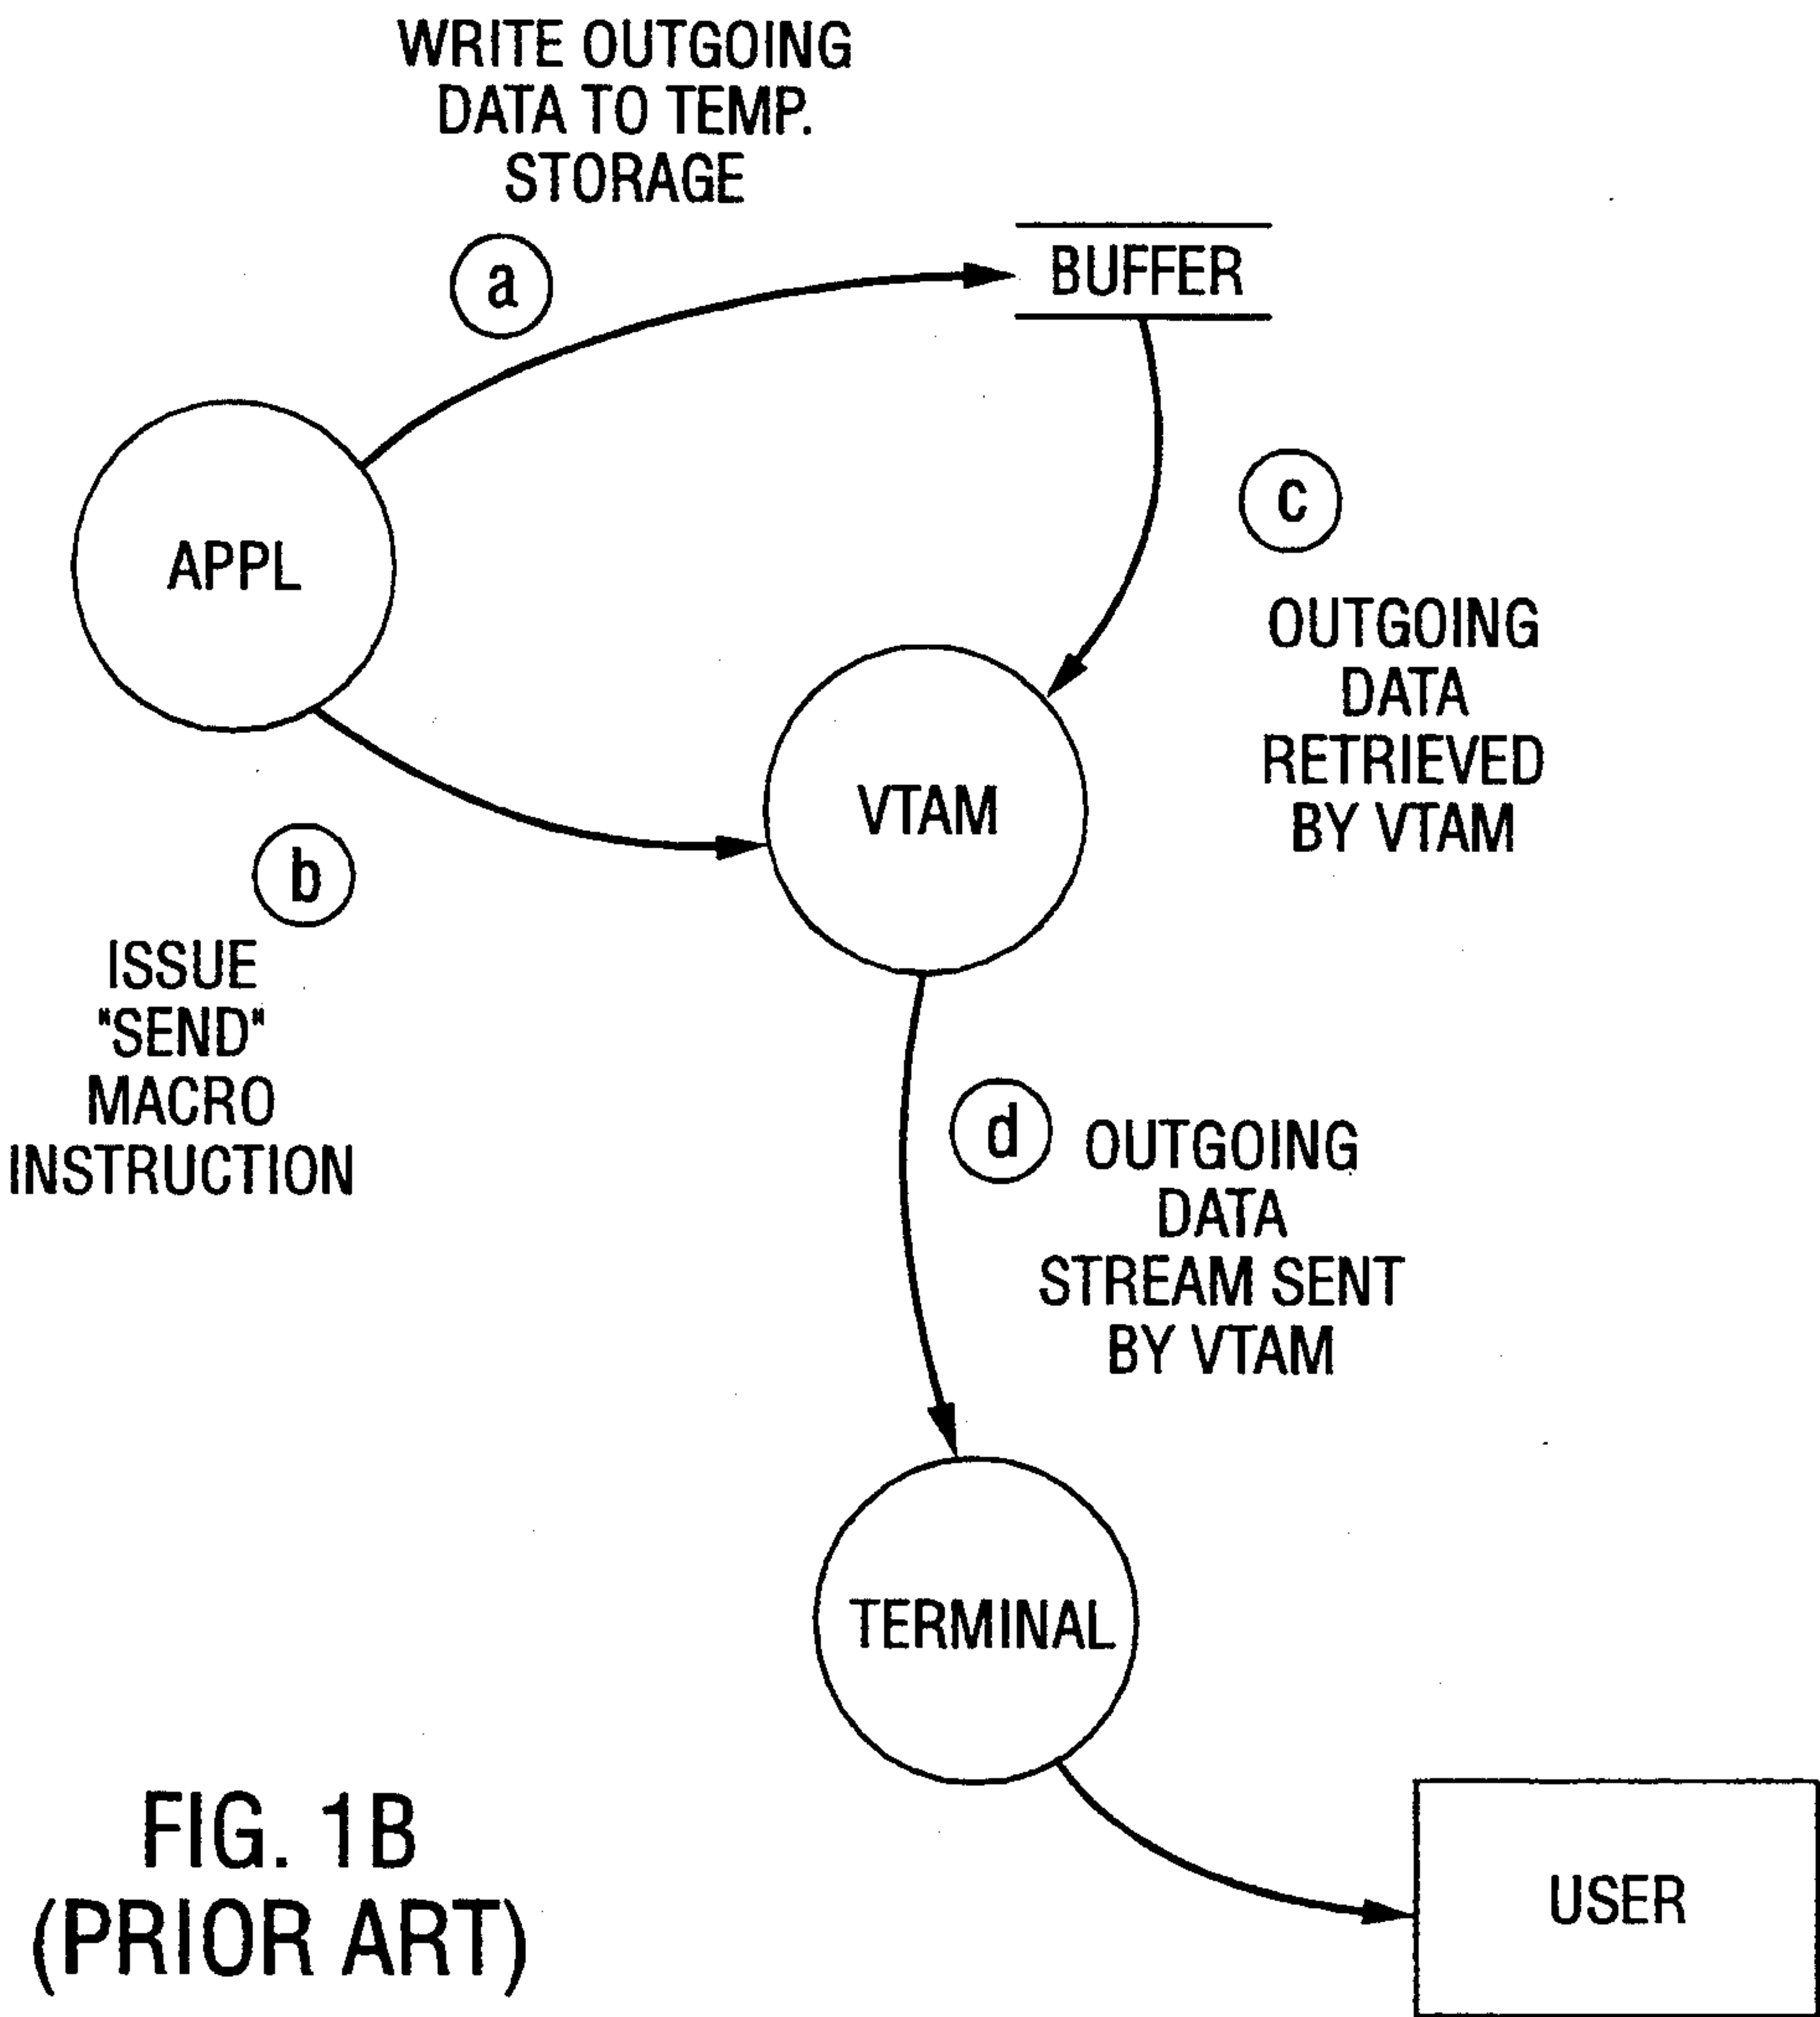 WRITE OUTGOING
DATA TO TEMP.
STORAGE
a
BUFFER
APPL
c
OUTGOING
DATA
RETRIEVED
BY VTAM
VTAM
b
ISSUE
"SEND"
MACRO
INSTRUCTION
d
OUTGOING
DATA
STREAM SENT
BY VTAM
TERMINAL
USER
FIG. 1B
(PRIOR ART)